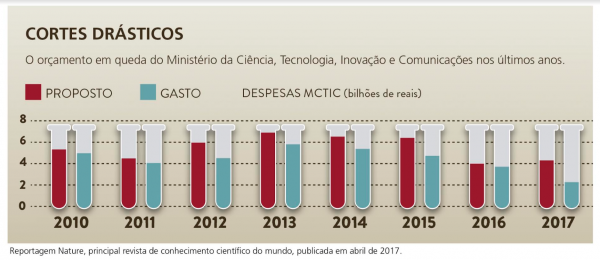 CORTES DRÁSTICOS
O orçamento em queda do Ministério da Ciência, Tecnologia, Inovação e Comunicações nos últimos anos.
PROPOSTO GASTO DESPESAS MCTIC (bilhões de reais)
8
6
4
2
0
2010 2011 2012 2013 2014 2015 2016 2017
Reportagem Nature, principal revista de conhecimento científico do mundo, publicada em abril de 2017.